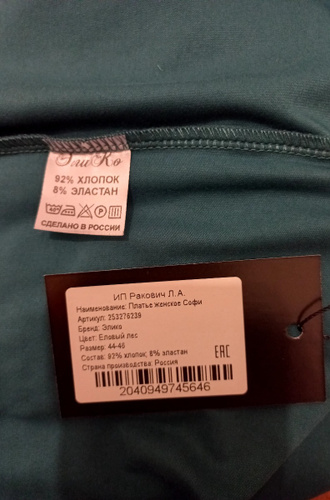 ЭлиКо
92% ХЛОПОК
8% ЭЛАСТАН
СДЕЛАНО В РОССИИ
ИП Ракович Л.А.
Наименование: Платье женское Софи
Артикул: 253276239
Бренд: Элико
Цвет: Еловый лес
Размер: 44-46
Состав: 92% хлопок; 8% эластан
Страна производства: Россия
EAC
2040949745646